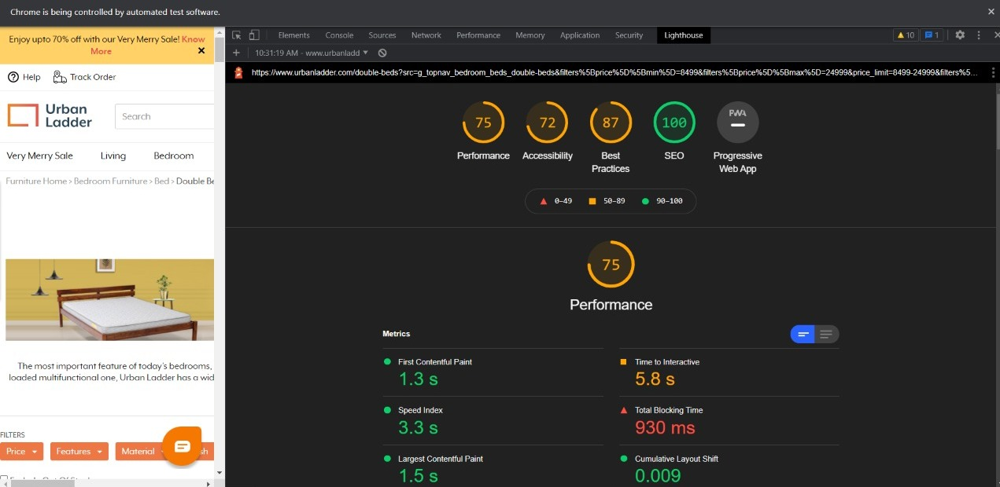 Chrome is being controlled by automated test software.
Enjoy upto 70% off with our Very Merry Sale! Know
More
Help
Track Order
Urban
Ladder
Search
Very Merry Sale
Living
Bedroom
Furniture Home > Bedroom Furniture > Bed > Double Be
The most important feature of today's bedrooms,
loaded multifunctional one, Urban Ladder has a wid
FILTERS
Price
Features
Material
sh
Elements
Console
Sources
Network
Performance
Memory
Application
Security
Lighthouse
10
1
10:31:19 AM - www.urbanladd
https://www.urbanladder.com/double-beds?src=g_topnav_bedroom_beds_double-beds&filters%5Bprice%5D%5Bmin%5D=8499&filters%5Bprice%5D%5Bmax%5D=24999&price_limit=8499-24999&filters%5...
75
72
87
100
PWA
Performance
Accessibility
Best
Practices
SEO
Progressive
Web App
0–49
50–89
90–100
75
Performance
Metrics
First Contentful Paint
1.3 s
Time to Interactive
5.8 s
Speed Index
3.3 s
Total Blocking Time
930 ms
Largest Contentful Paint
1.5 s
Cumulative Layout Shift
0.009